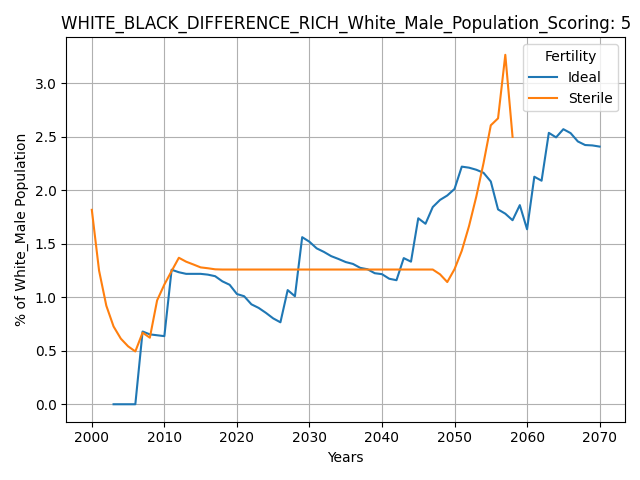 WHITE_BLACK_DIFFERENCE_RICH_White_Male_Population_Scoring: 5
Fertility
Ideal
Sterile
% of White_Male Population
3.0
2.5
2.0
1.5
1.0
0.5
0.0
2000 2010 2020 2030 2040 2050 2060 2070
Years